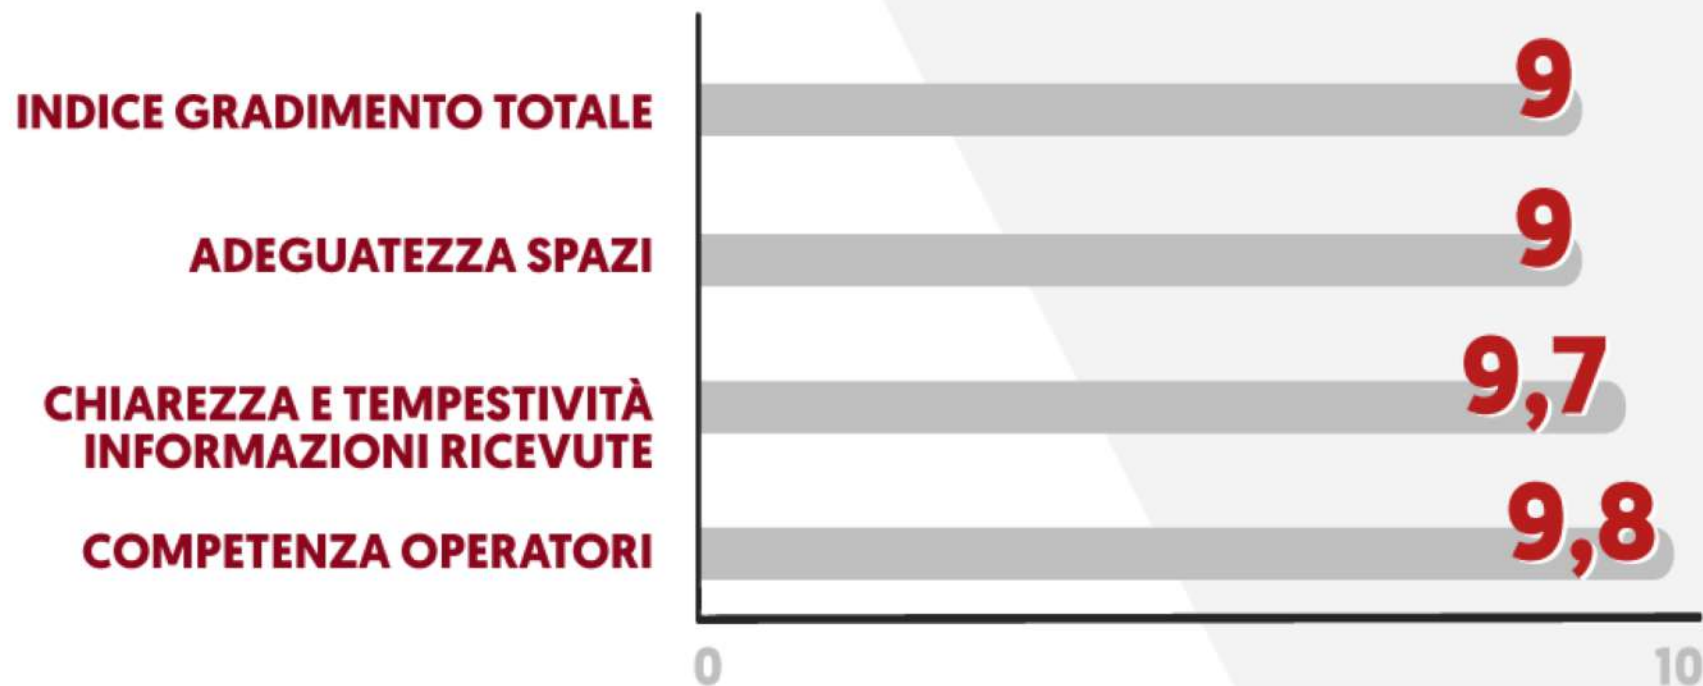 INDICE GRADIMENTO TOTALE
9
ADEGUATEZZA SPAZI
9
CHIAREZZA E TEMPESTIVITÀ
INFORMAZIONI RICEVUTE
9,7
COMPETENZA OPERATORI
9,8
0
10